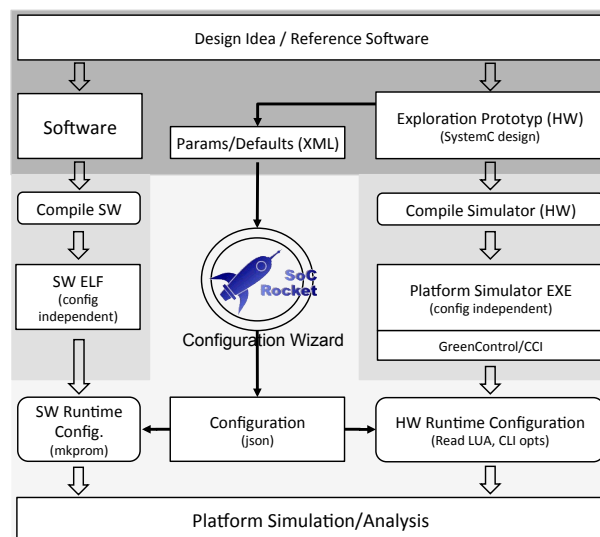 Design Idea / Reference Software
Software
Params/Defaults (XML)
Exploration Prototyp (HW)
(SystemC design)
Compile SW
Compile Simulator (HW)
SoC
Rocket
Configuration Wizard
SW ELF
(config
independent)
Platform Simulator EXE
(config independent)
GreenControl/CCI
SW Runtime
Config.
(mkprom)
Configuration
(json)
HW Runtime Configuration
(Read LUA, CLI opts)
Platform Simulation/Analysis